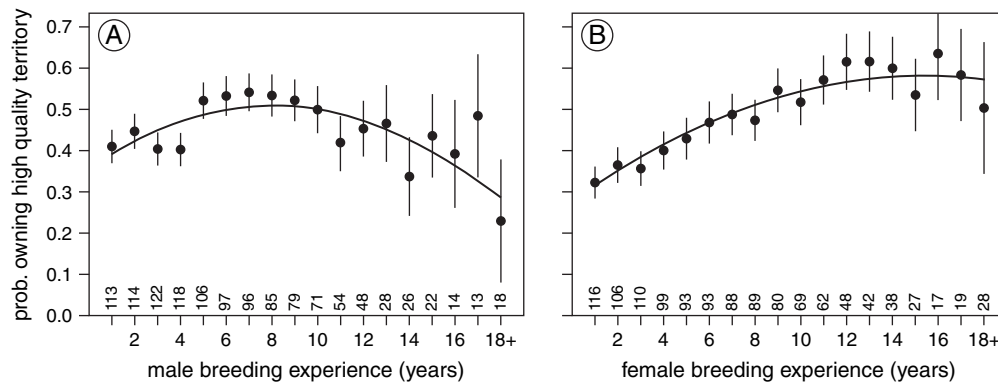 A
B
prob. owning high quality territory
0.7
0.6
0.5
0.4
0.3
0.2
0.1
0.0
113 114 122 118 106 97 96 85 79 71 54 48 28 26 22 14 13 18
2 4 6 8 10 12 14 16 18+
male breeding experience (years)
116 106 110 99 93 93 88 89 80 69 62 48 42 38 27 17 19 28
2 4 6 8 10 12 14 16 18+
female breeding experience (years)